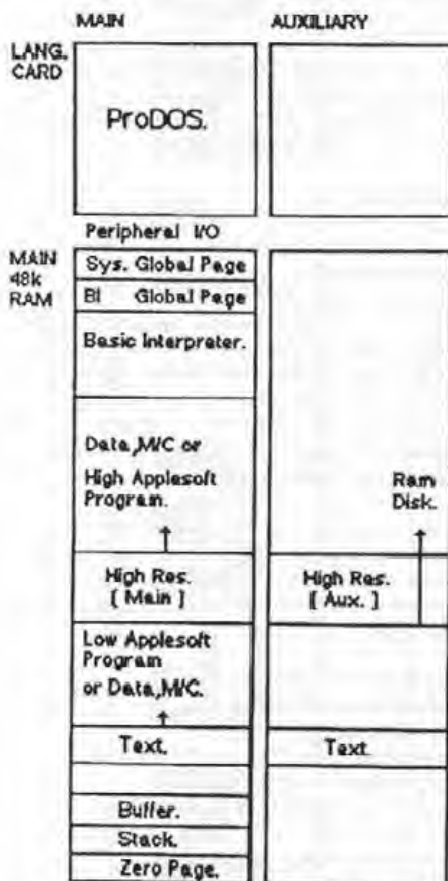 MAIN AUXILIARY
LANG.
CARD
ProDOS.
Peripheral I/O
MAIN
48k
RAM
Sys. Global Page
BI Global Page
Basic Interpreter.
Data,M/C or
High Applesoft
Program.
Ram
Disk.
High Res.
[ Main ]
High Res.
[ Aux. ]
Low Applesoft
Program
or Data,M/C.
Text. Text
Buffer.
Stack.
Zero Page.